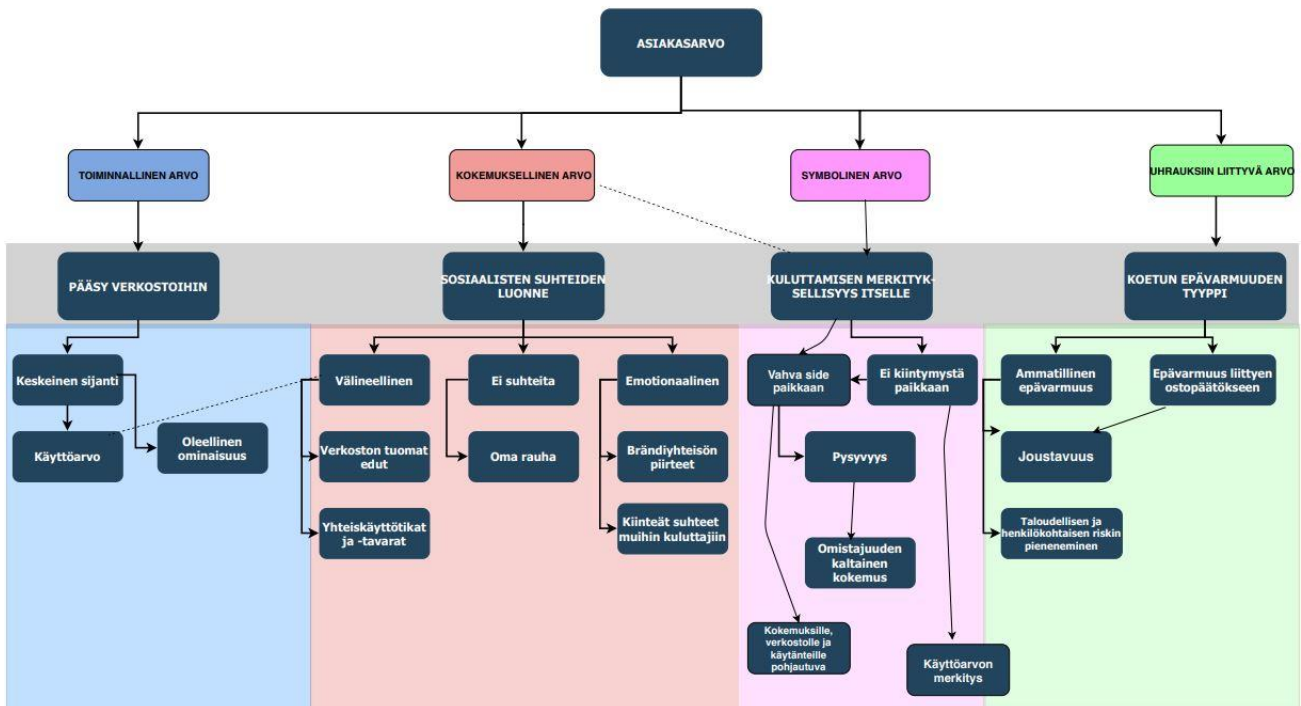 ASIAKASARVO
TOIMINNALLINEN ARVO
KOKEMUKSELLINEN ARVO
SYMBOLINEN ARVO
UHRAUKSIIN LIITTYVÄ ARVO
PÄÄSY VERKOSTOIHIN
SOSIAALISTEN SUHTEIDEN
LUONNE
KULUTTAMISEN MERKITYK-
SELLISYYS ITSELLE
KOETUN EPÄVARMUUDEN
TYYPPI
Keskeinen sijanti
Käyttöarvo
Oleellinen
ominaisuus
Välineellinen
Verkoston tuomat
edut
Yhteiskäyttötikat
ja -tavarat
Ei suhteita
Oma rauha
Emotionaalinen
Brändiyhteisön
piirteet
Kiinteät suhteet
muihin kuluttajiin
Vahva side
paikkaan
Ei kiintymystä
paikkaan
Pysyvyys
Omistajuuden
kaltainen
kokemus
Kokemuksille,
verkostolle ja
käytänteille
pohjautuva
Käyttöarvon
merkitys
Ammatillinen
epävarmuus
Epävarmuus liittyen
ostopäätökseen
Joustavuus
Taloudellisen ja
henkilökohtaisen riskin
pieneneminen